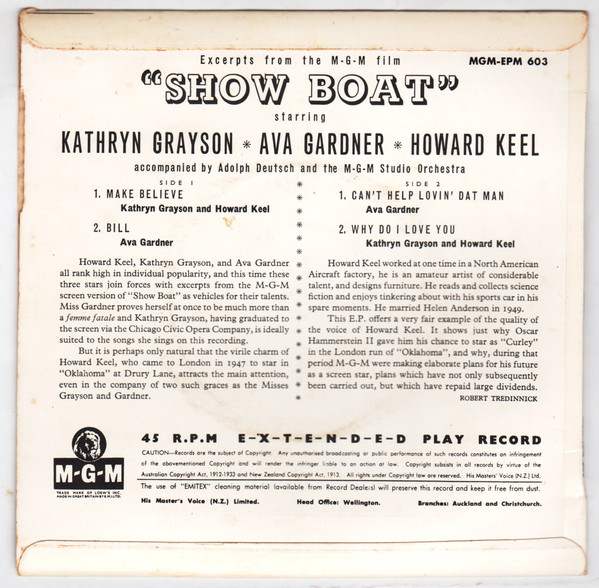 Excerpts from the M-G-M film
MGM-EPM 603
"SHOW BOAT"
starring
KATHRYN GRAYSON * AVA GARDNER * HOWARD KEEL
accompanied by Adolph Deutsch and the M-G-M Studio Orchestra
SIDE 1
1. MAKE BELIEVE
Kathryn Grayson and Howard Keel
2. BILL
Ava Gardner
SIDE 2
1. CAN'T HELP LOVIN' DAT MAN
Ava Gardner
2. WHY DO I LOVE YOU
Kathryn Grayson and Howard Keel
Howard Keel, Kathryn Grayson, and Ava Gardner
all rank high in individual popularity, and this time these
three stars join forces with excerpts from the M-G-M
screen version of "Show Boat" as vehicles for their talents.
Miss Gardner proves herself at once to be much more than
a femme fatale and Kathryn Grayson, having graduated to
the screen via the Chicago Civic Opera Company, is ideally
suited to the songs she sings on this recording.
But it is perhaps only natural that the virile charm of
Howard Keel, who came to London in 1947 to star in
"Oklahoma" at Drury Lane, attracts the main attention,
even in the company of two such graces as the Misses
Grayson and Gardner.
Howard Keel worked at one time in a North American
Aircraft factory, he is an amateur artist of considerable
talent, and designs furniture. He reads and collects science
fiction and enjoys tinkering about with his sports car in his
spare moments. He married Helen Anderson in 1949.
This E.P. offers a very fair example of the quality of
the voice of Howard Keel. It shows just why Oscar
Hammerstein II gave him his chance to star as "Curley"
in the London run of "Oklahoma", and why, during that
period M-G-M were making elaborate plans for his future
as a screen star, plans which have not only subsequently
been carried out, but which have repaid large dividends.
ROBERT TREDINNICK
M-G-M
TRADE MARK OF LOEW'S INC.
MADE IN GREAT BRITAIN E.M.I. LTD.
45 R.P.M E-X-T-E-N-D-E-D PLAY RECORD
CAUTION—Records are the subject of Copyright. Any unauthorised broadcasting or public performance of such records constitutes an infringement
of the abovementioned Copyright and will render the infringer liable to an action at law. Copyright subsists in all records by virtue of the
Australian Copyright Act, 1912-1933 and New Zealand Copyright Act, 1913. All rights under Copyright law are reserved. His Masters' Voice (N.Z.) Ltd.
The use of "EMITEX" cleaning material (available from Record Dealers) will preserve this record and keep it free from dust.
His Master's Voice (N.Z.) Limited. Head Office: Wellington. Branches: Auckland and Christchurch.